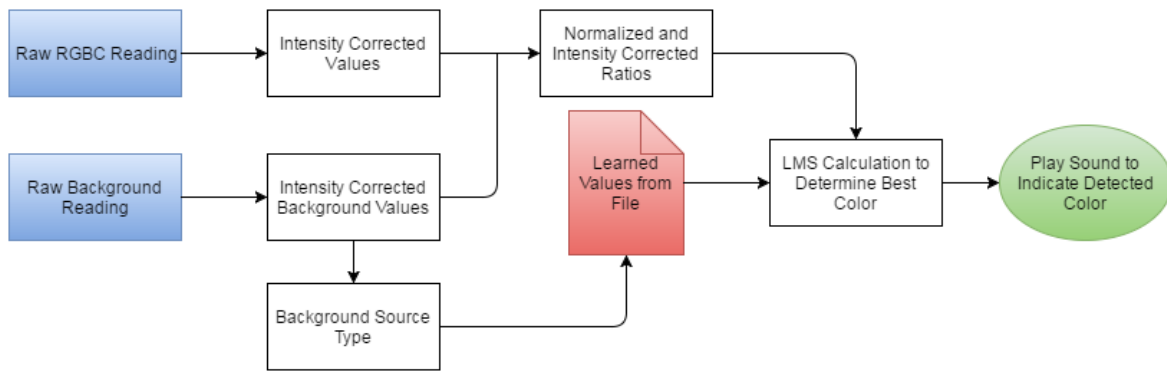 Raw RGBC Reading
Intensity Corrected
Values
Normalized and
Intensity Corrected
Ratios
Raw Background
Reading
Intensity Corrected
Background Values
Learned
Values from
File
LMS Calculation to
Determine Best
Color
Play Sound to
Indicate Detected
Color
Background Source
Type